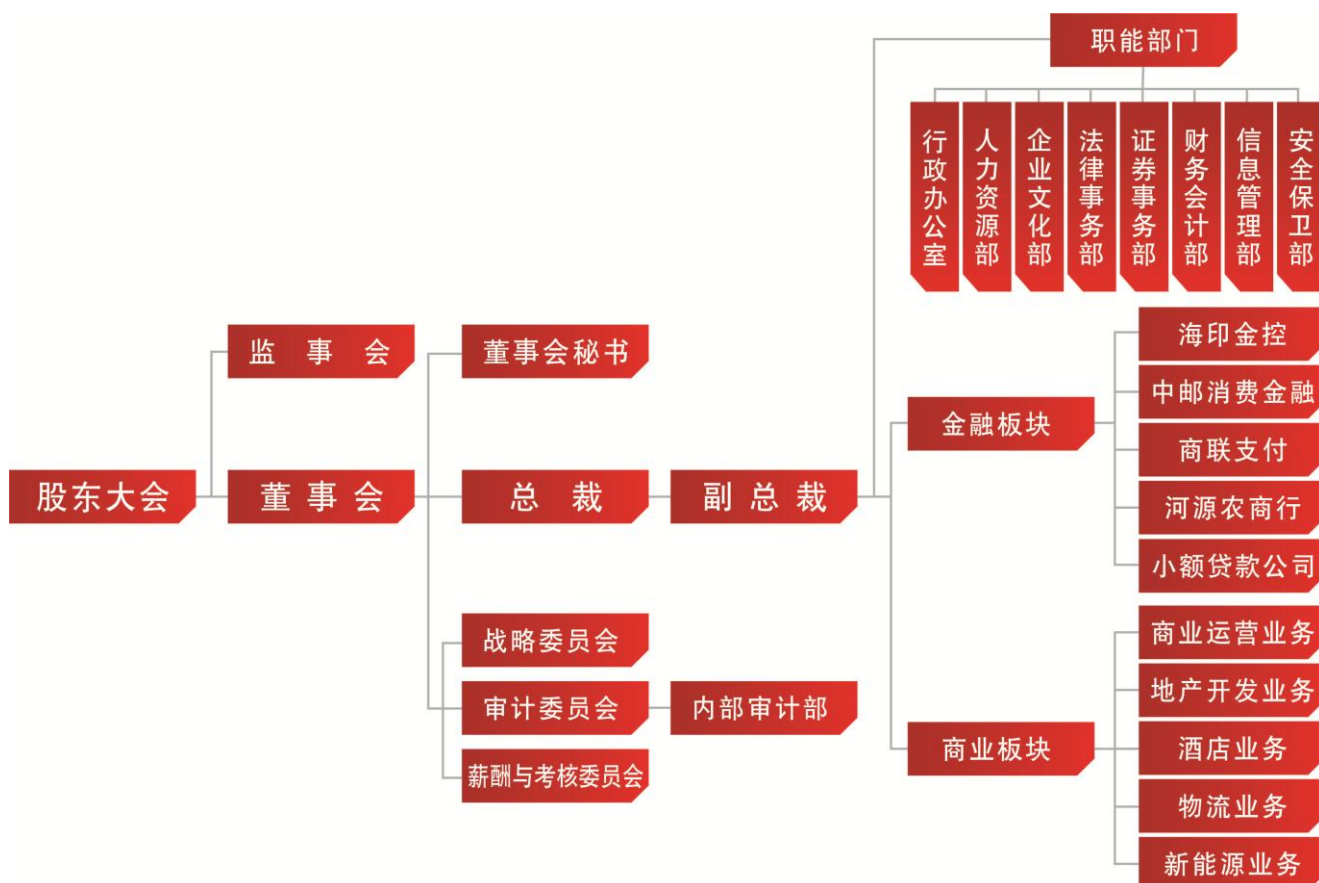 职能部门
行政办公室
人力资源部
企业文化部
法律事务部
证券事务部
财务会计部
信息管理部
安全保卫部
监事会
董事会秘书
海印金控
中邮消费金融
金融板块
商联支付
股东大会
董事会
总裁
副总裁
河源农商行
小额贷款公司
战略委员会
商业运营业务
审计委员会
内部审计部
地产开发业务
商业板块
酒店业务
薪酬与考核委员会
物流业务
新能源业务